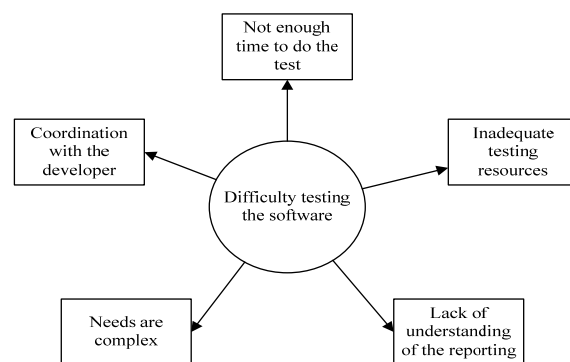 Not enough
time to do the
test
Coordination
with the
developer
Inadequate
testing
resources
Difficulty testing
the software
Needs are
complex
Lack of
understanding
of the reporting